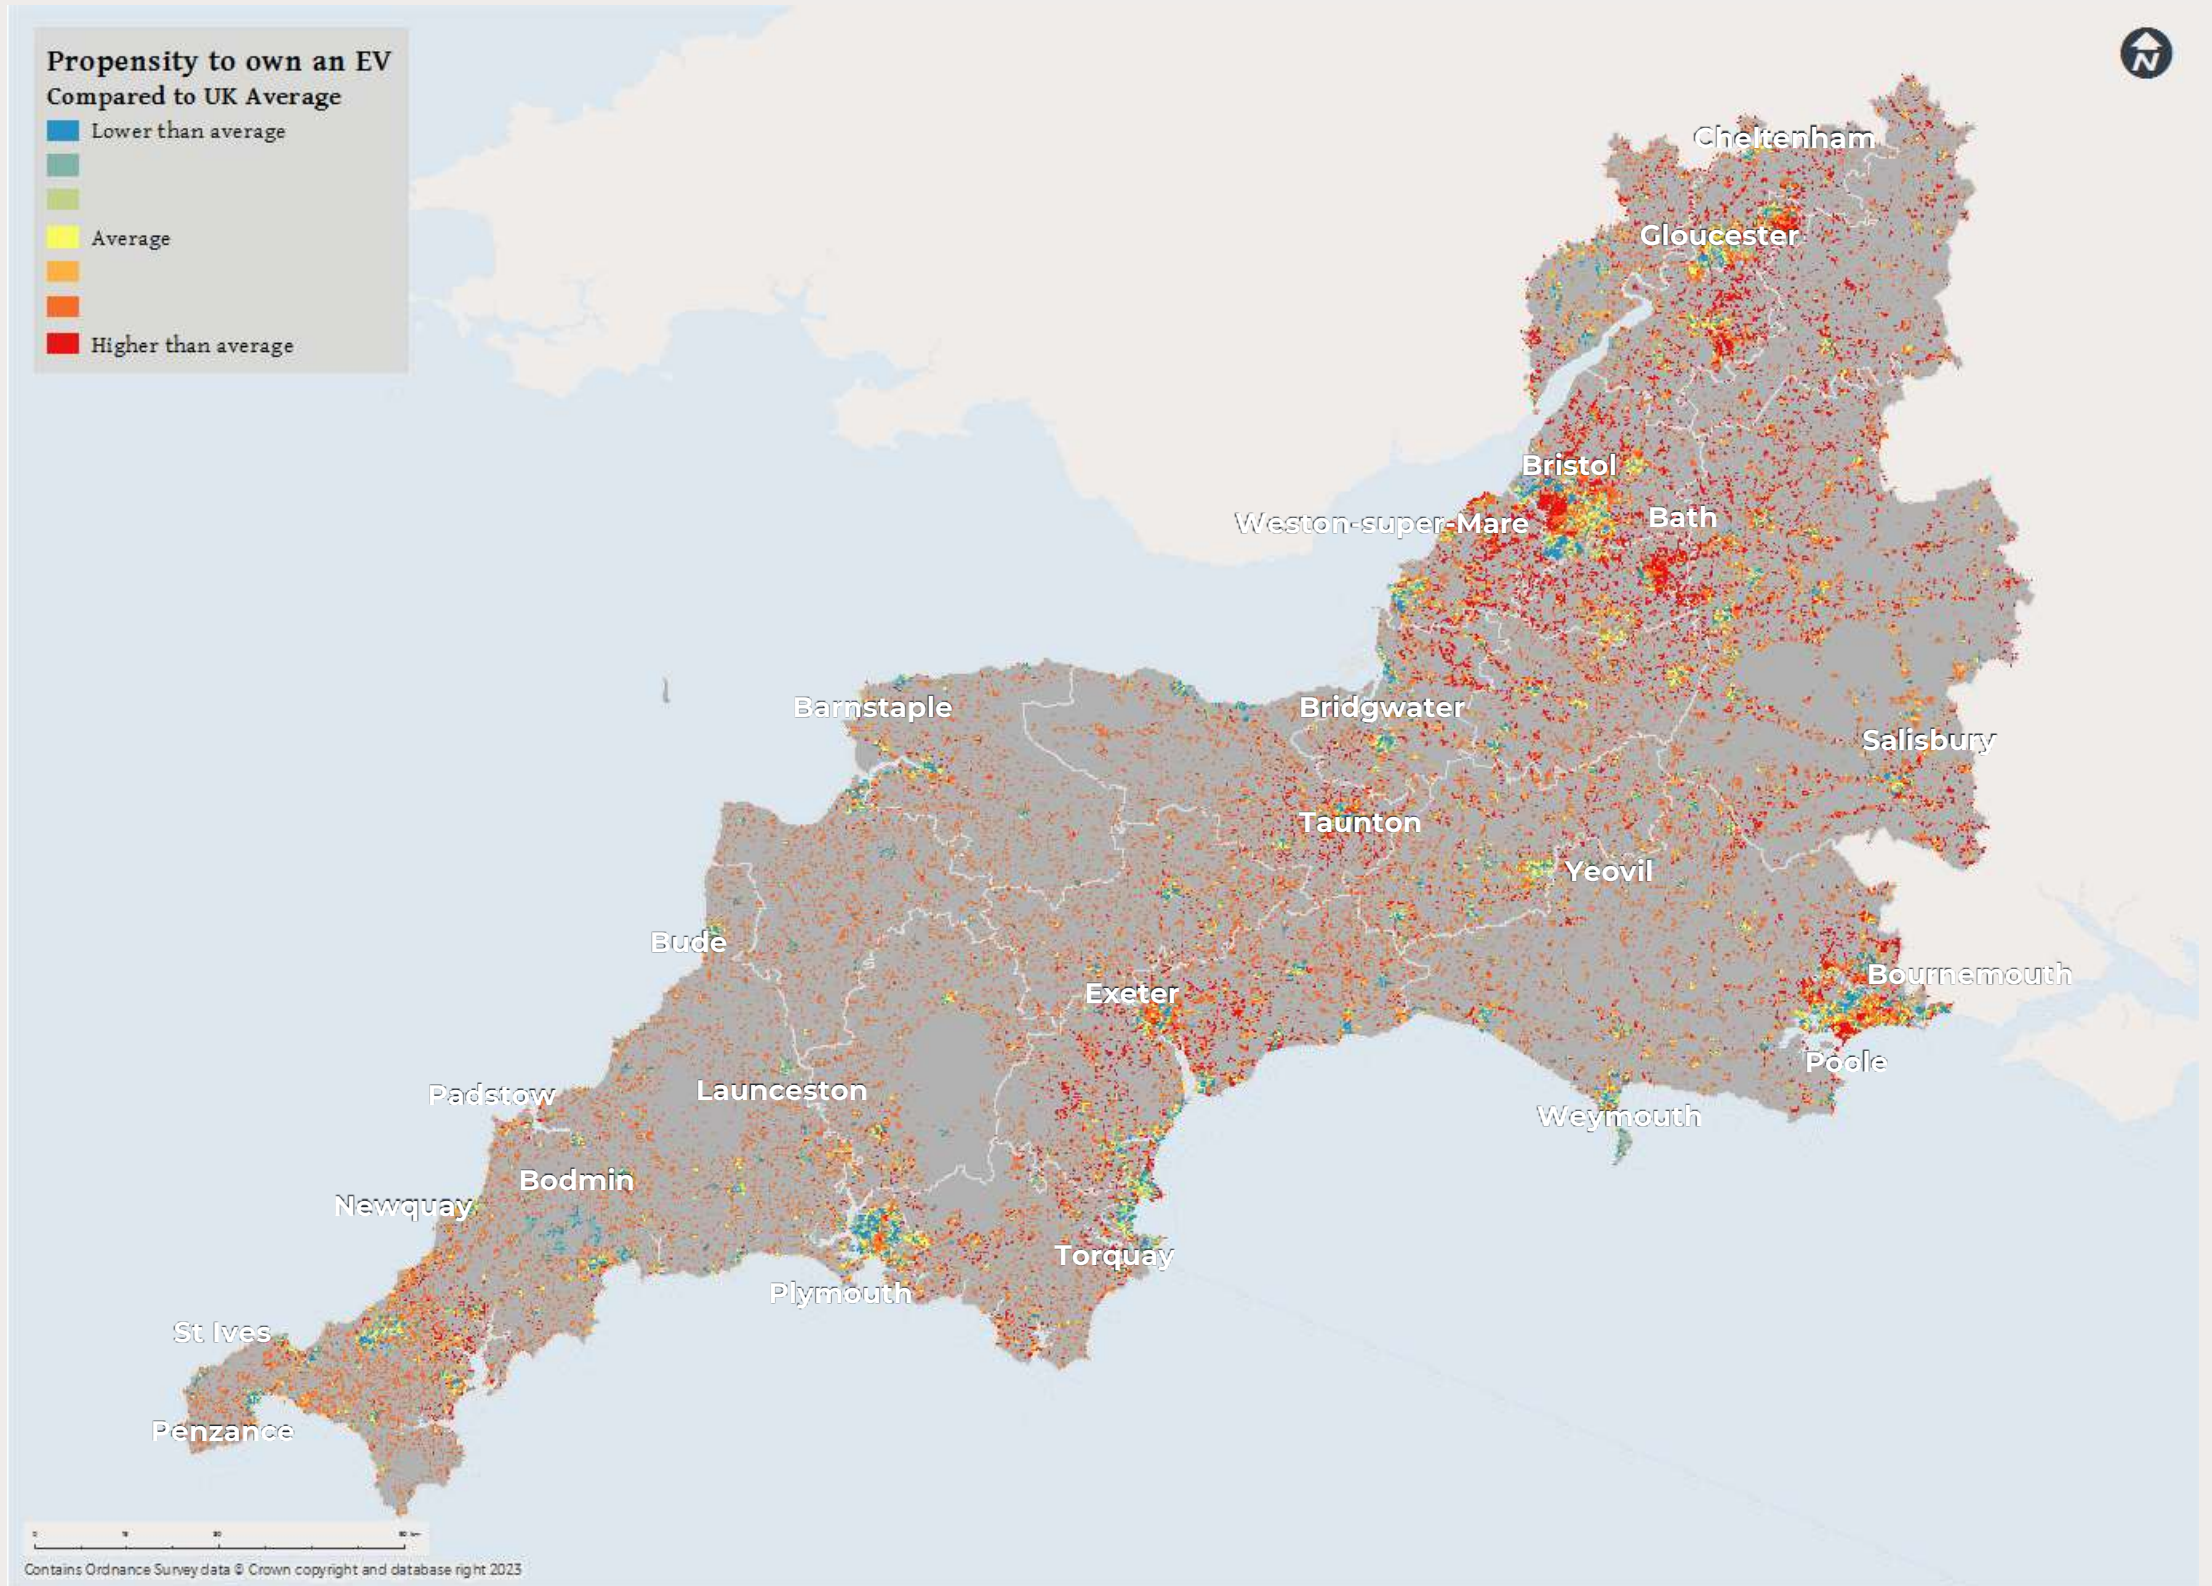 Propensity to own an EV
Compared to UK Average
Lower than average
Average
Higher than average
N
Cheltenham
Gloucester
Bristol
Weston-super-Mare
Bath
Barnstaple
Bridgwater
Salisbury
Taunton
Yeovil
Bude
Exeter
Bournemouth
Poole
Padstow
Launceston
Weymouth
Bodmin
Newquay
Torquay
Plymouth
St Ives
Penzance
Contains Ordnance Survey data © Crown copyright and database right 2023